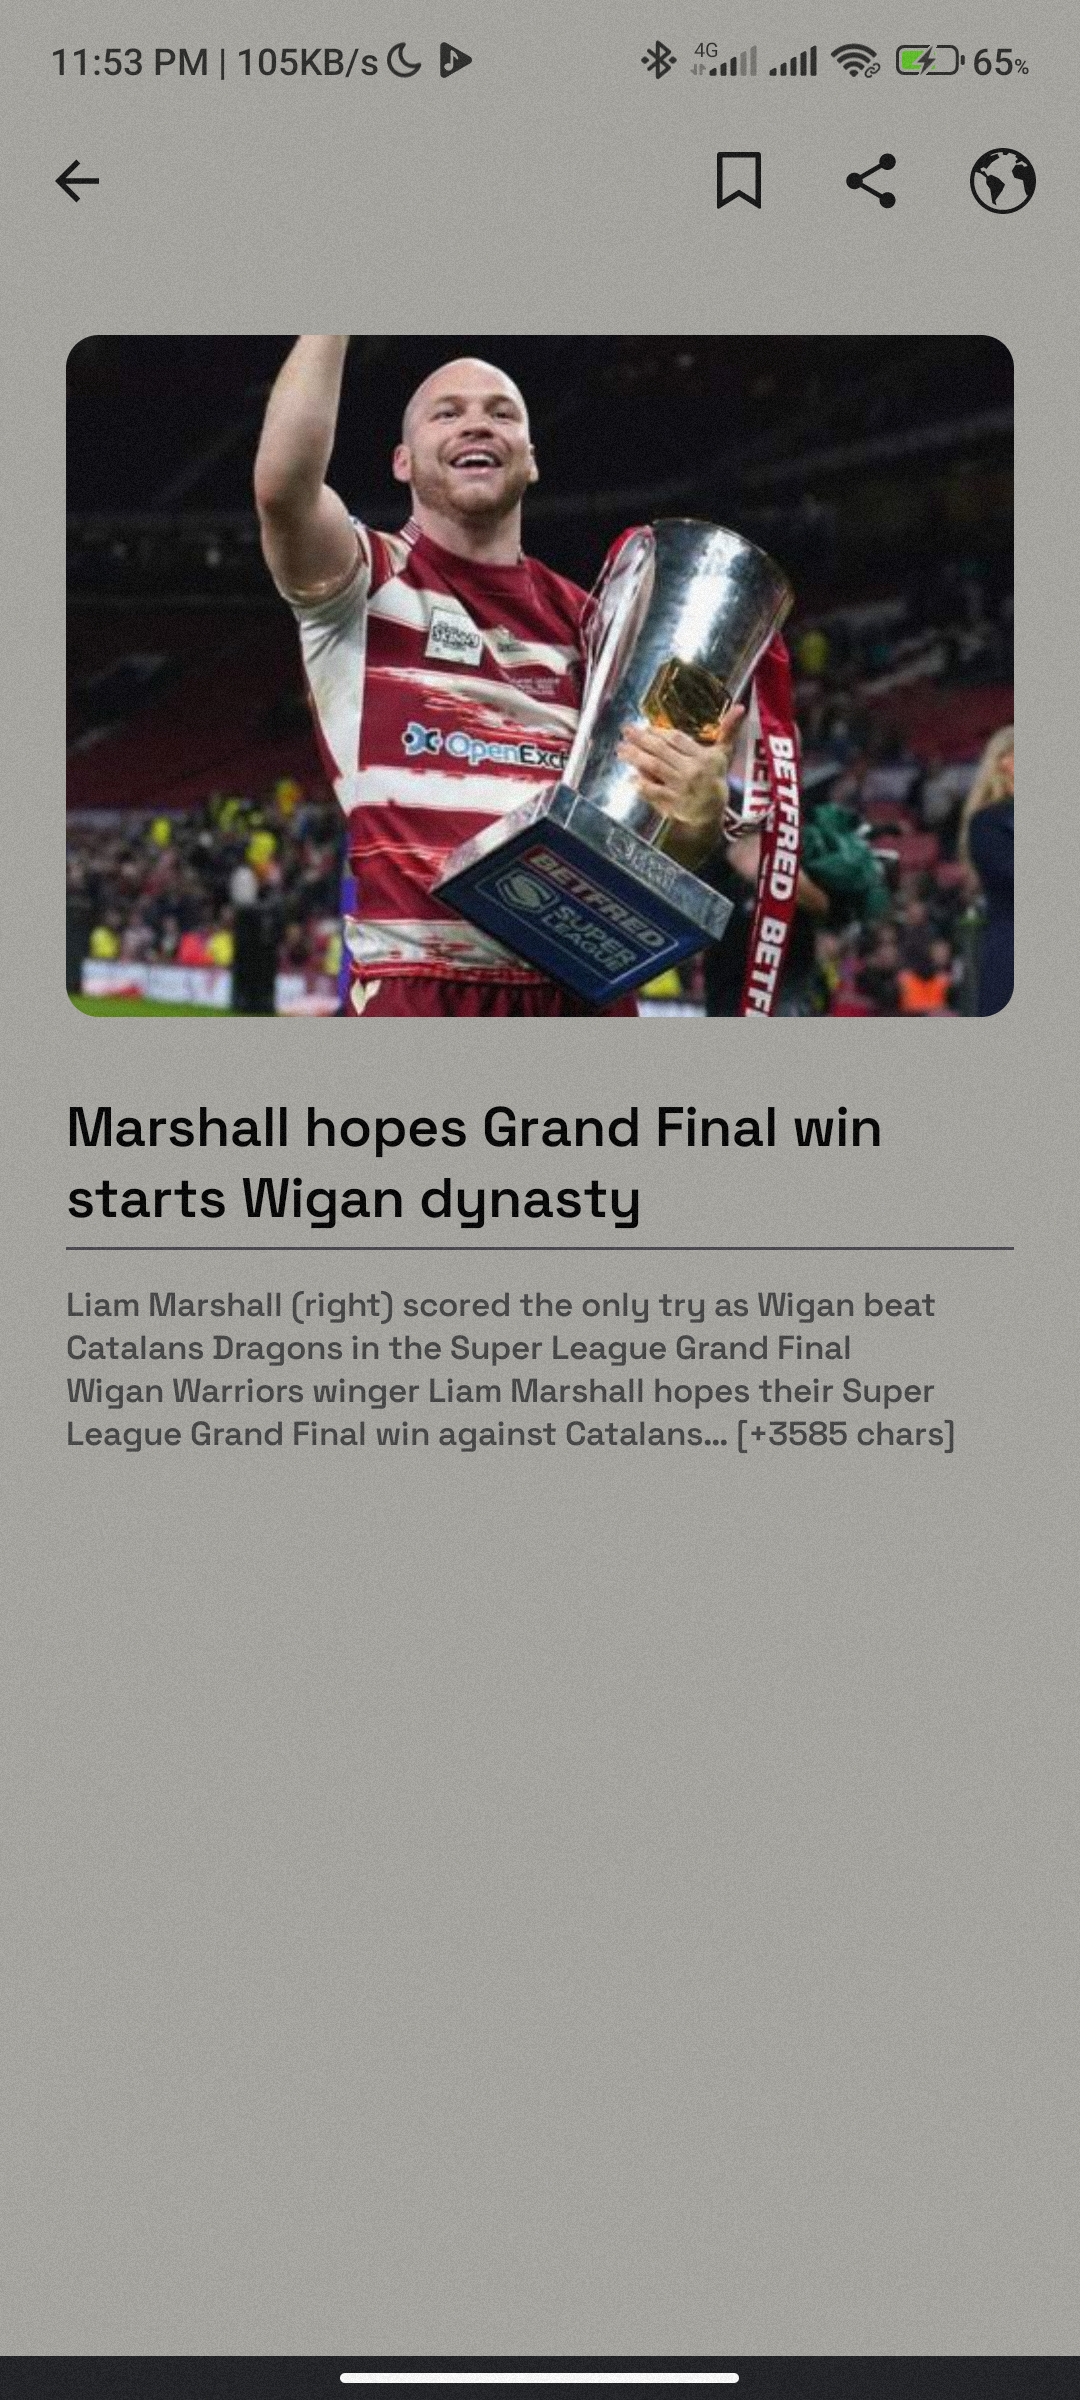 11:53 PM | 105KB/s
4G
65%
OpenExch
BETFRED
SUPER
LEAGUE
BETFRED BETF
Marshall hopes Grand Final win
starts Wigan dynasty
Liam Marshall (right) scored the only try as Wigan beat
Catalans Dragons in the Super League Grand Final
Wigan Warriors winger Liam Marshall hopes their Super
League Grand Final win against Catalans… [+3585 chars]